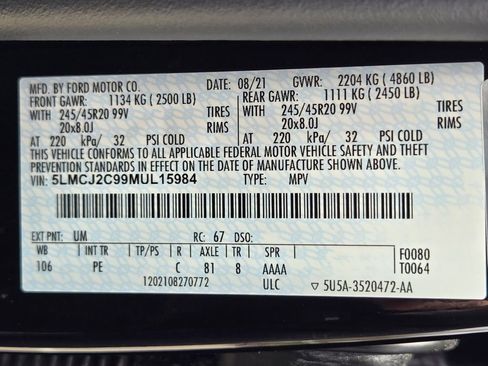 MFD. BY FORD MOTOR CO. DATE: 08/21 GVWR: 2204 KG ( 4860 LB)
FRONT GAWR: 1134 KG ( 2500 LB) REAR GAWR: 1111 KG ( 2450 LB)
WITH 245/45R20 99V TIRES WITH 245/45R20 99V TIRES
20x8.0J RIMS 20x8.0J RIMS
AT 220 kPa/ 32 PSI COLD AT 220 kPa/ 32 PSI COLD
THIS VEHICLE CONFORMS TO ALL APPLICABLE FEDERAL MOTOR VEHICLE SAFETY AND THEFT
PREVENTION STANDARDS IN EFFECT ON THE DATE OF MANUFACTURE SHOWN ABOVE.
VIN: 5LMCJ2C99MUL15984 TYPE: MPV
EXT PNT: UM RC: 67 DSO:
WB INT TR TP/PS R AXLE TR SPR F0080
106 PE C 81 8 AAAA T0064
1202108270772 ULC ▽ 5U5A-3520472-AA